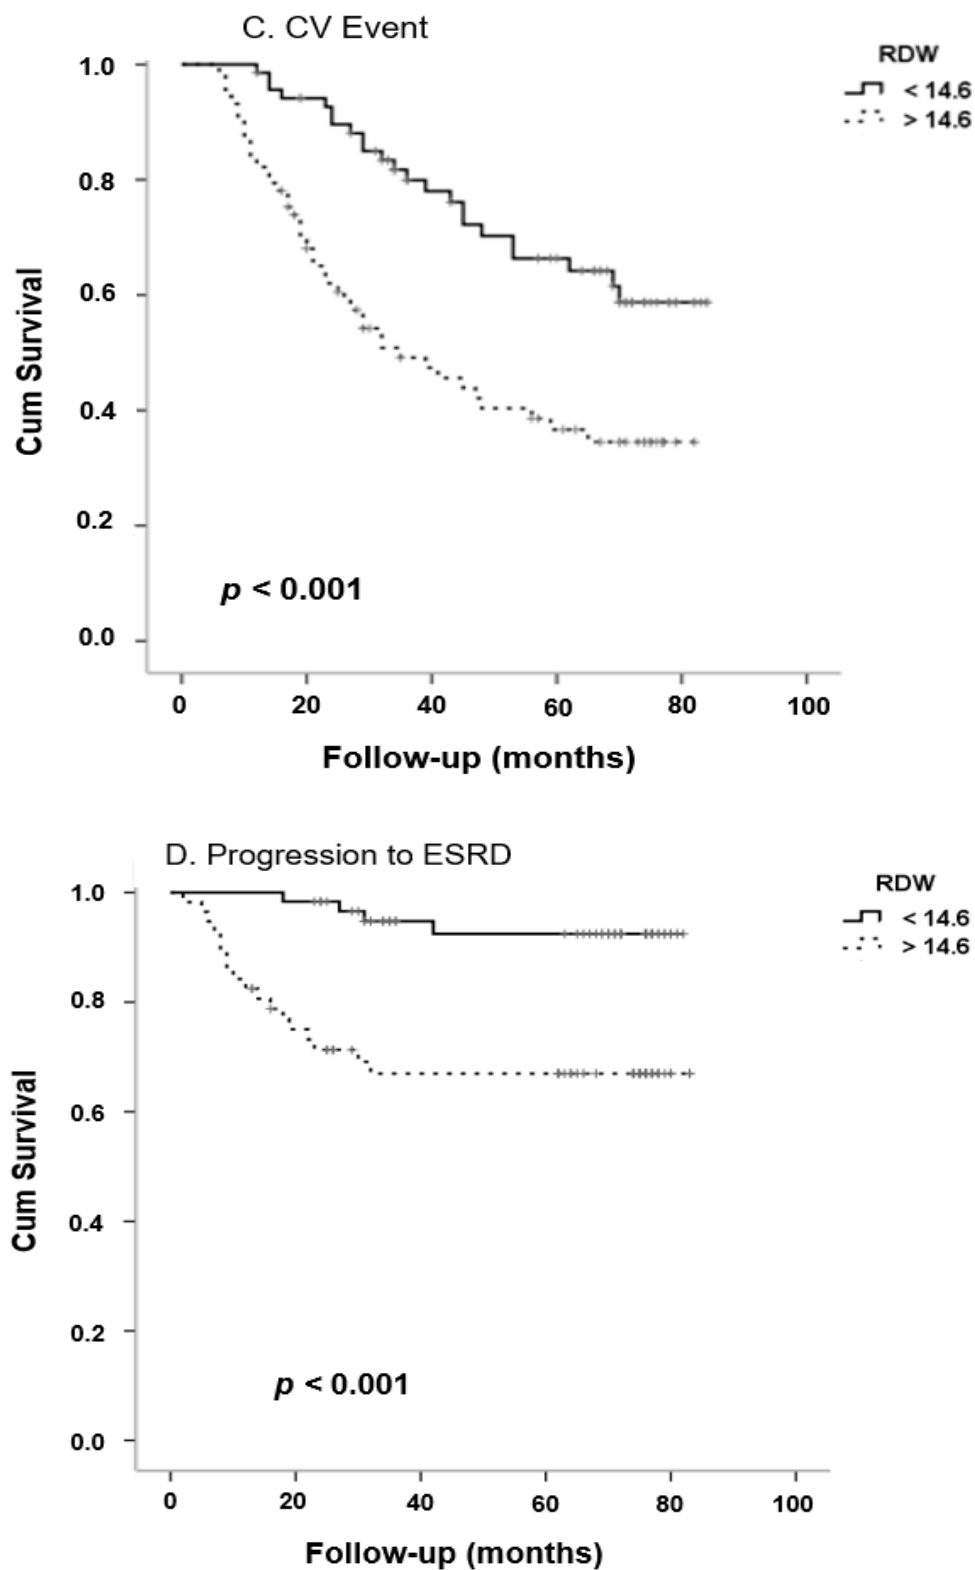 C. CV Event
RDW
< 14.6
> 14.6
1.0
0.8
0.6
0.4
0.2
0.0
Cum Survival
p < 0.001
0 20 40 60 80 100
Follow-up (months)
D. Progression to ESRD
RDW
< 14.6
> 14.6
1.0
0.8
0.6
0.4
0.2
0.0
Cum Survival
p < 0.001
0 20 40 60 80 100
Follow-up (months)